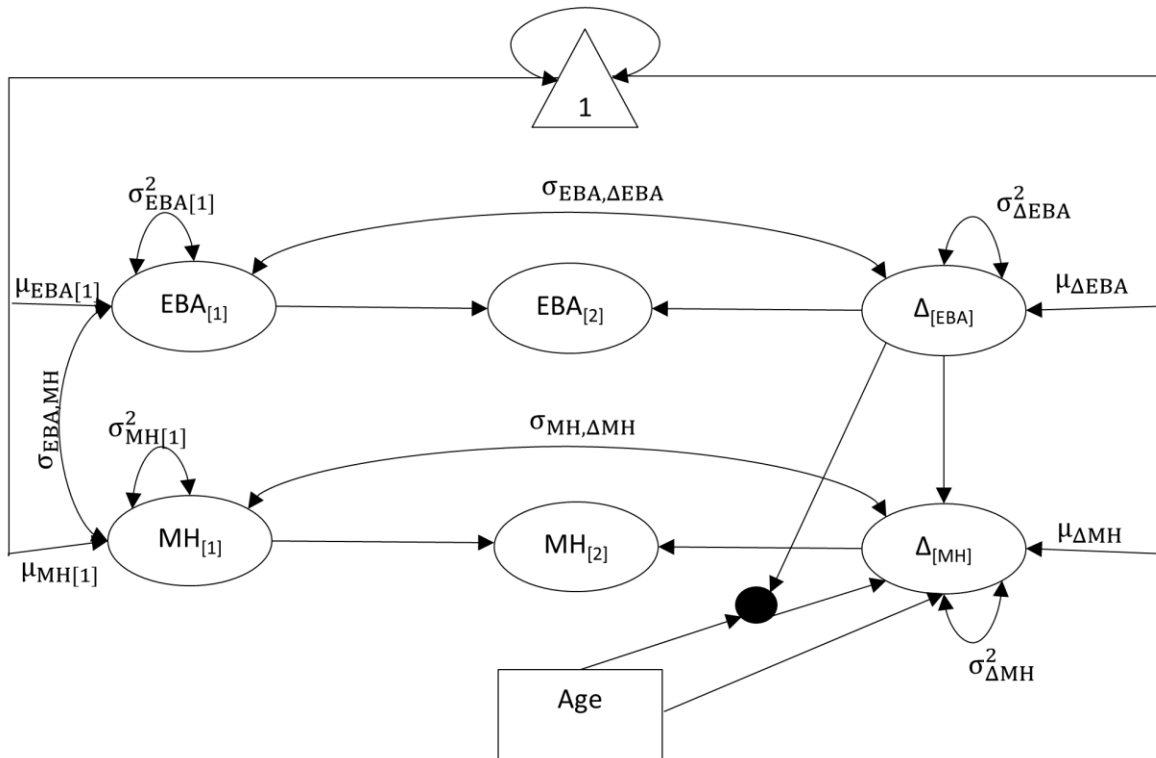 1
σ²EBA[1]
σEBA,ΔEBA
σ²ΔEBA
μEBA[1]
EBA[1]
EBA[2]
Δ[EBA]
μΔEBA
σEBA,MH
σ²MH[1]
σMH,ΔMH
MH[1]
MH[2]
Δ[MH]
μΔMH
μMH[1]
σ²ΔMH
Age